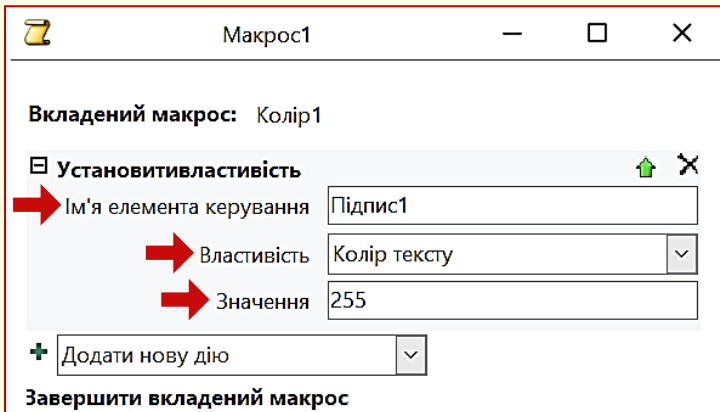 Макрос1
Вкладений макрос: Колір1
Установитивластивість
Ім'я елемента керування Підпис1
Властивість Колір тексту
Значення 255
Додати нову дію
Завершити вкладений макрос